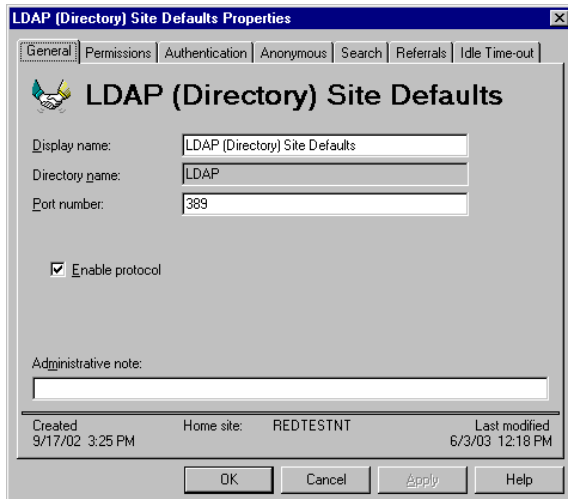 LDAP (Directory) Site Defaults Properties
General Permissions Authentication Anonymous Search Referrals Idle Time-out
LDAP (Directory) Site Defaults
Display name: LDAP (Directory) Site Defaults
Directory name: LDAP
Port number: 389
Enable protocol
Administrative note:
Created Home site: REDTESTNT Last modified
9/17/02 3:25 PM 6/3/03 12:18 PM
OK Cancel Apply Help